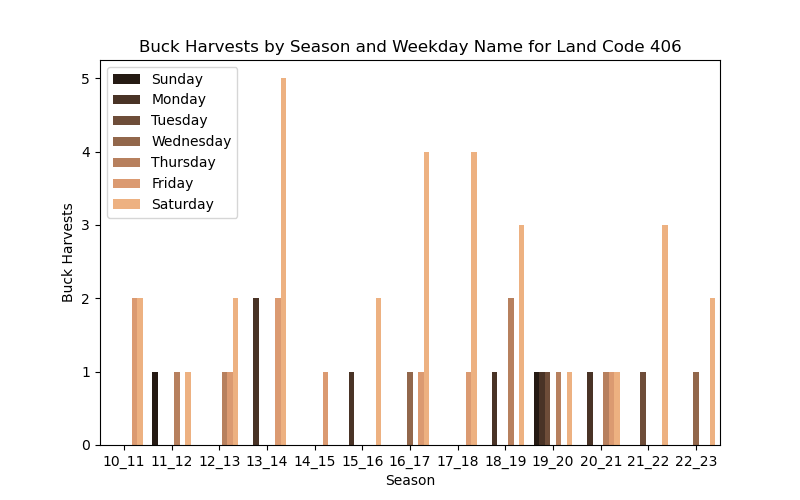 Buck Harvests by Season and Weekday Name for Land Code 406
Sunday
Monday
Tuesday
Wednesday
Thursday
Friday
Saturday
5
4
3
2
1
0
Buck Harvests
10_11 11_12 12_13 13_14 14_15 15_16 16_17 17_18 18_19 19_20 20_21 21_22 22_23
Season